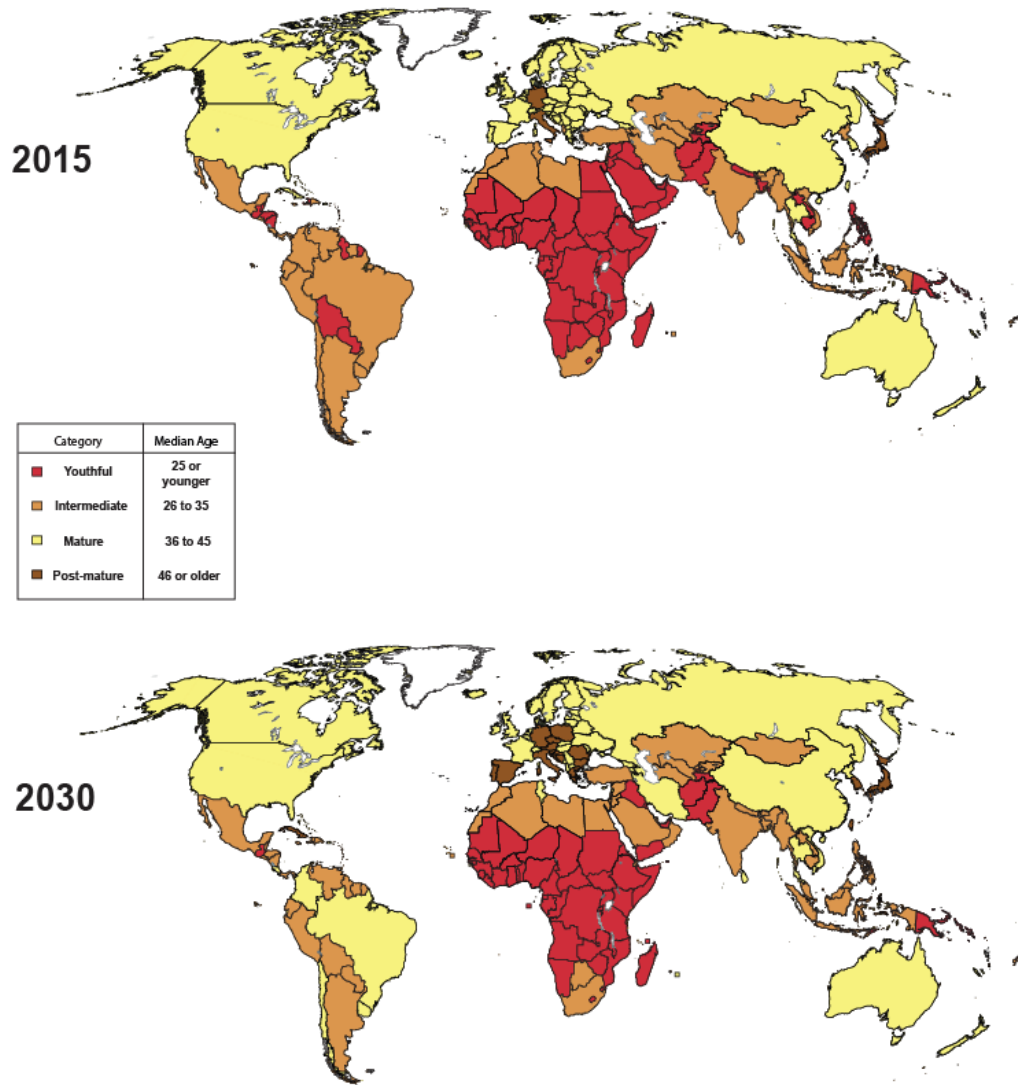 2015
Category Median Age
Youthful 25 or younger
Intermediate 26 to 35
Mature 36 to 45
Post-mature 46 or older
2030